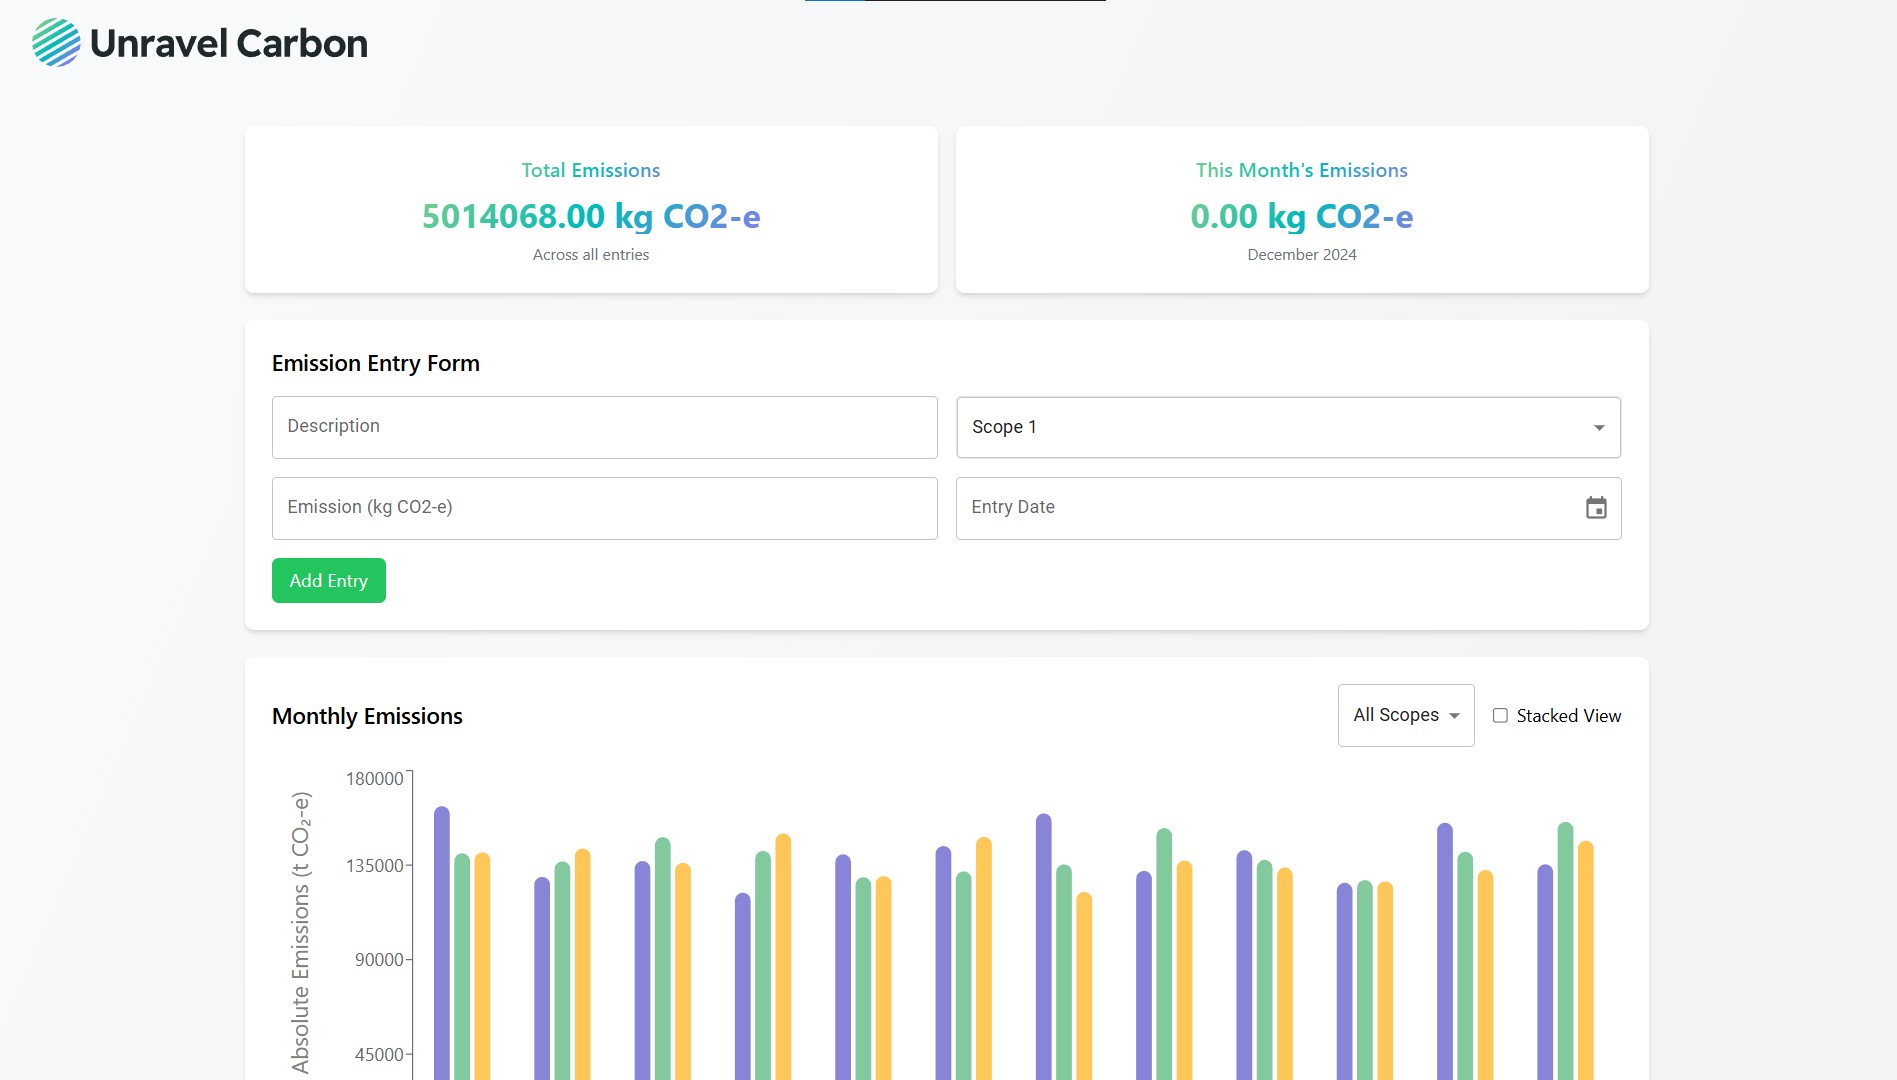 Unravel Carbon
Total Emissions
5014068.00 kg CO2-e
Across all entries
This Month's Emissions
0.00 kg CO2-e
December 2024
Emission Entry Form
Description
Scope 1
Emission (kg CO2-e)
Entry Date
Add Entry
Monthly Emissions
All Scopes
Stacked View
Absolute Emissions (t CO₂-e)
180000
135000
90000
45000